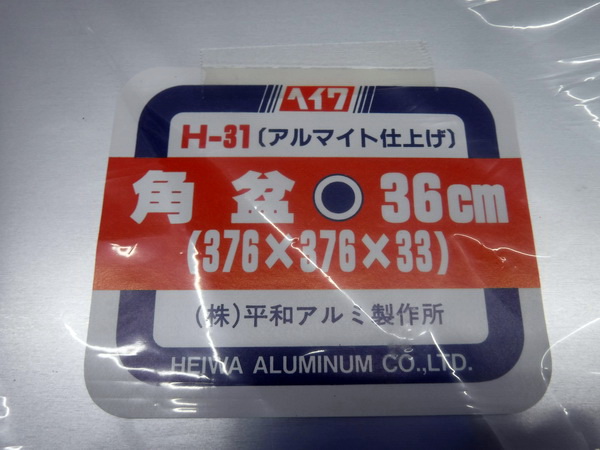 ヘイワ
H-31(アルマイト仕上げ)
角盆 36cm
(376×376×33)
(株)平和アルミ製作所
HEIWA ALUMINUM CO.,LTD.